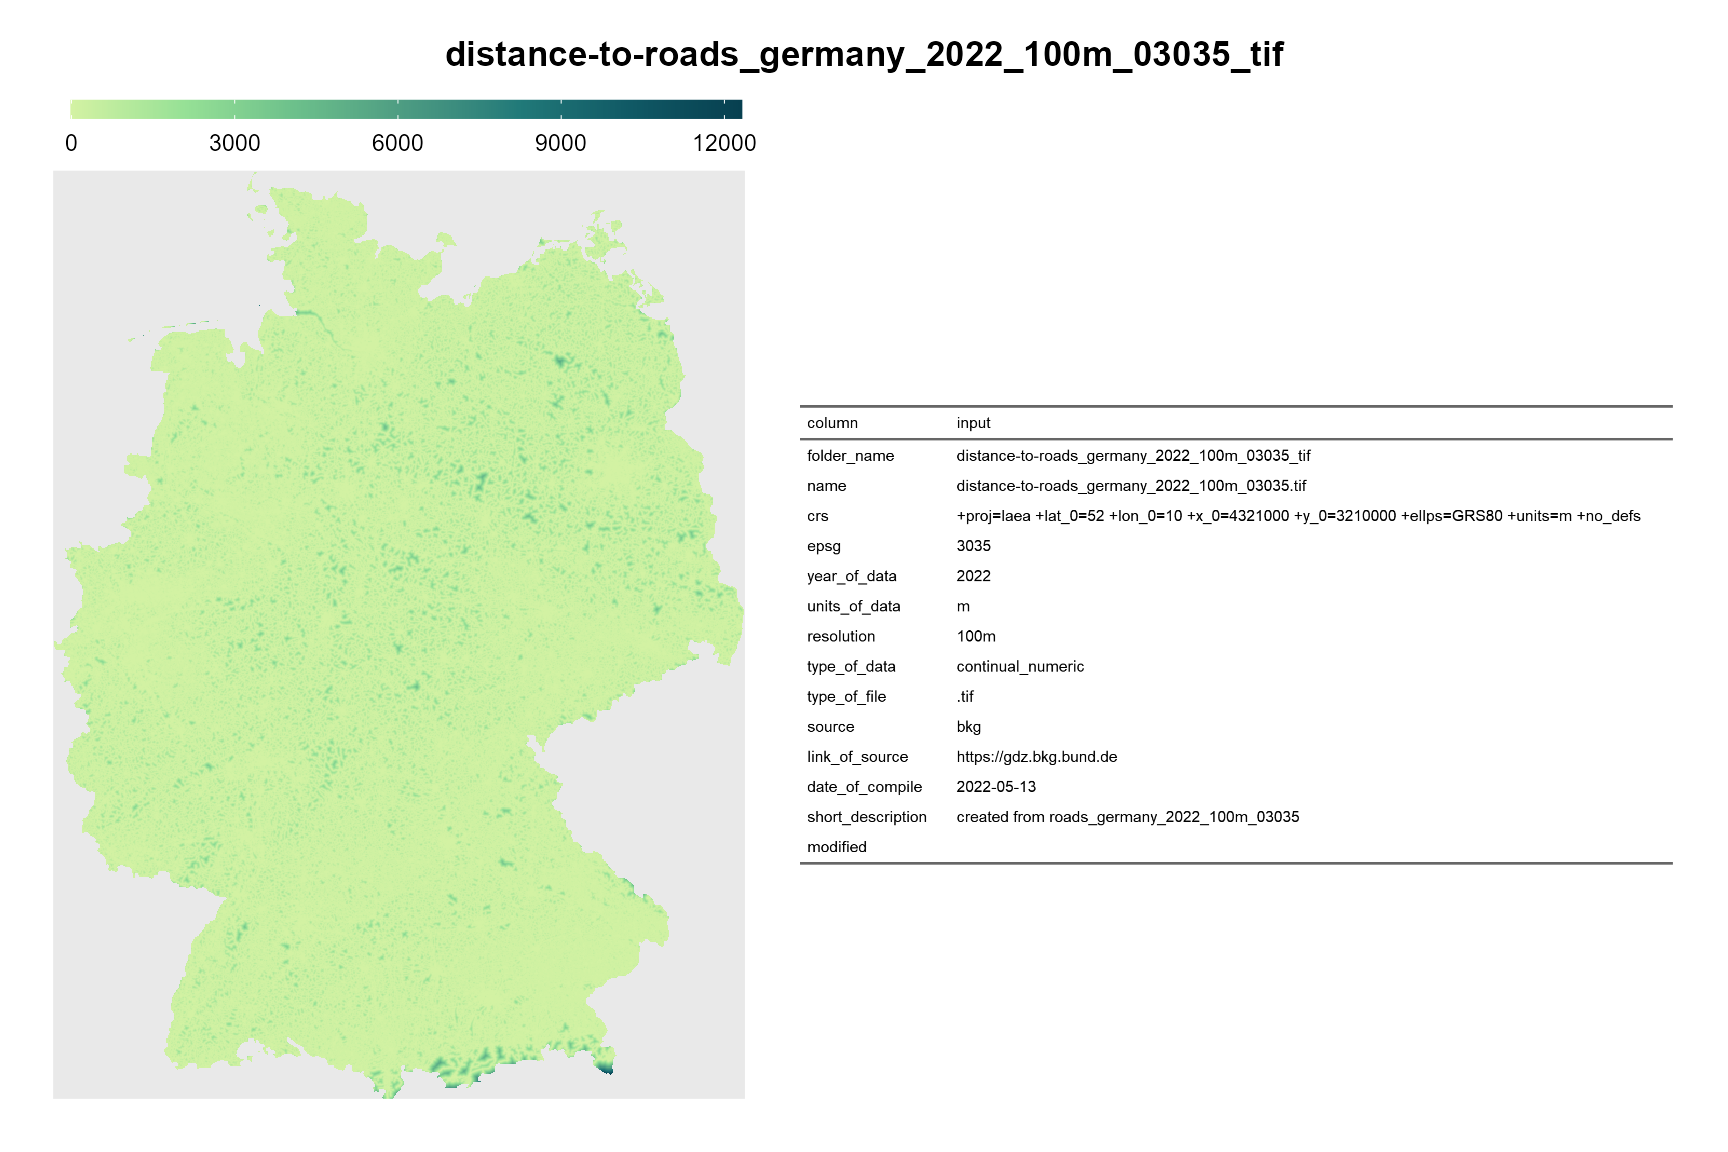 distance-to-roads_germany_2022_100m_03035_tif
0 3000 6000 9000 12000
column input
folder_name distance-to-roads_germany_2022_100m_03035_tif
name distance-to-roads_germany_2022_100m_03035.tif
crs +proj=laea +lat_0=52 +lon_0=10 +x_0=4321000 +y_0=3210000 +ellps=GRS80 +units=m +no_defs
epsg 3035
year_of_data 2022
units_of_data m
resolution 100m
type_of_data continual_numeric
type_of_file .tif
source bkg
link_of_source https://gdz.bkg.bund.de
date_of_compile 2022-05-13
short_description created from roads_germany_2022_100m_03035
modified